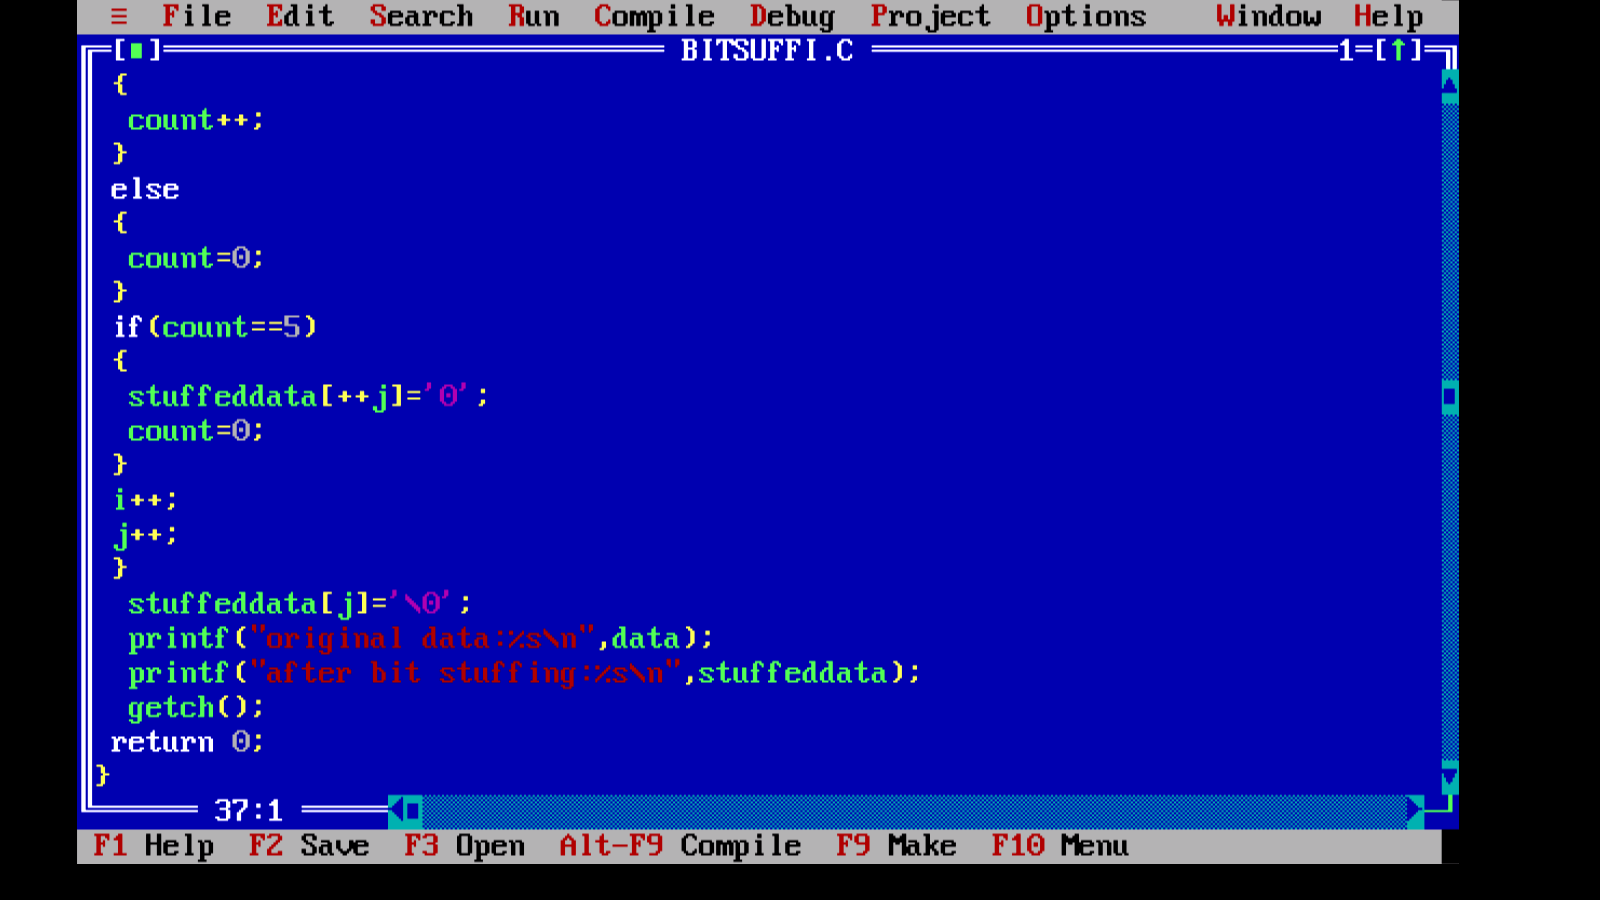 ≡ File Edit Search Run Compile Debug Project Options Window Help
[■] BITSUFFI.C 1=[↑]
{
count++;
}
else
{
count=0;
}
if(count==5)
{
stuffeddata[++j]='0';
count=0;
}
i++;
j++;
}
stuffeddata[j]='\0';
printf("original data:%s\n",data);
printf("after bit stuffing:%s\n",stuffeddata);
getch();
return 0;
}
37:1
F1 Help F2 Save F3 Open Alt-F9 Compile F9 Make F10 Menu